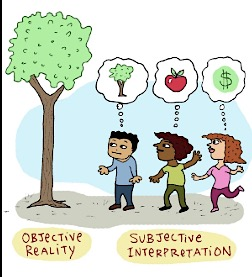 $
OBJECTIVE
REALITY
SUBJECTIVE
INTERPRETATION